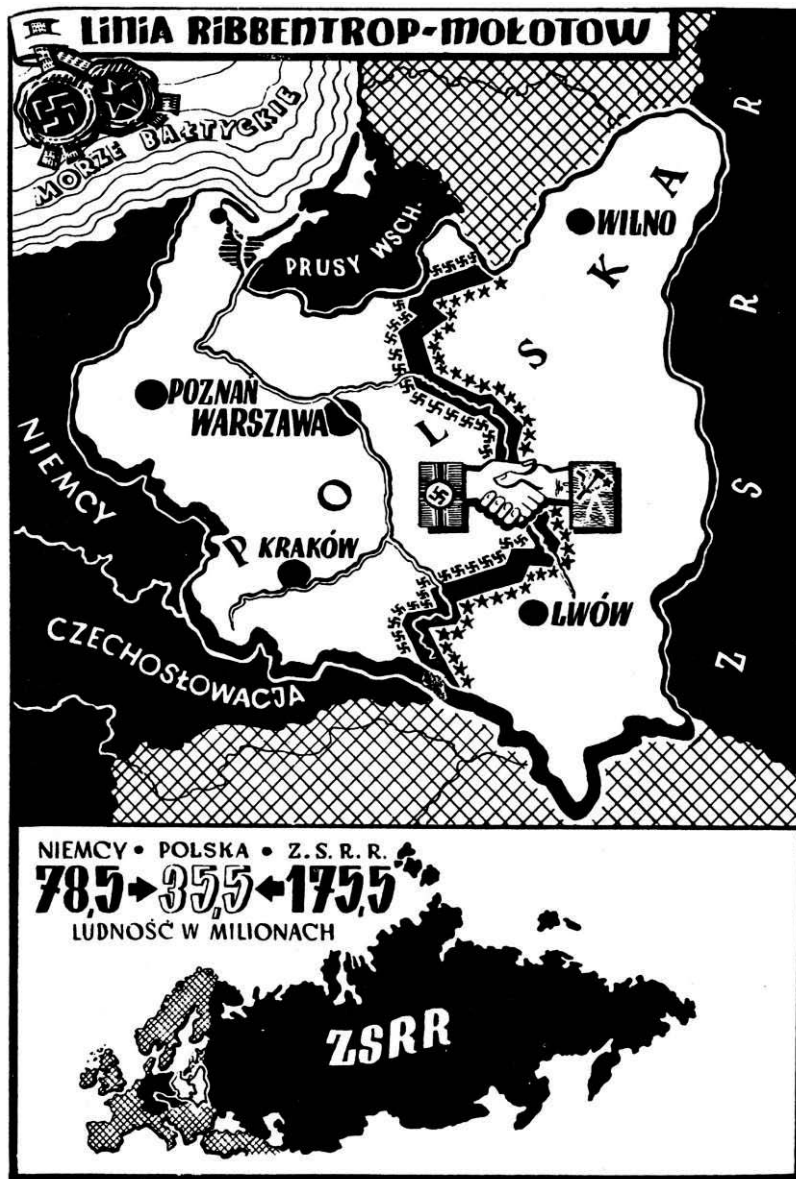 LINIA RIBBENTROP-MOŁOTOW
MORZE BAŁTYCKIE
PRUSY WSCH.
WILNO
POZNAŃ
WARSZAWA
NIEMCY
POLSKA
KRAKÓW
LWÓW
CZECHOSŁOWACJA
ZSRR
NIEMCY • POLSKA • Z.S.R.R.
78,5 → 35,5 ← 175,5
LUDNOŚĆ W MILIONACH
ZSRR